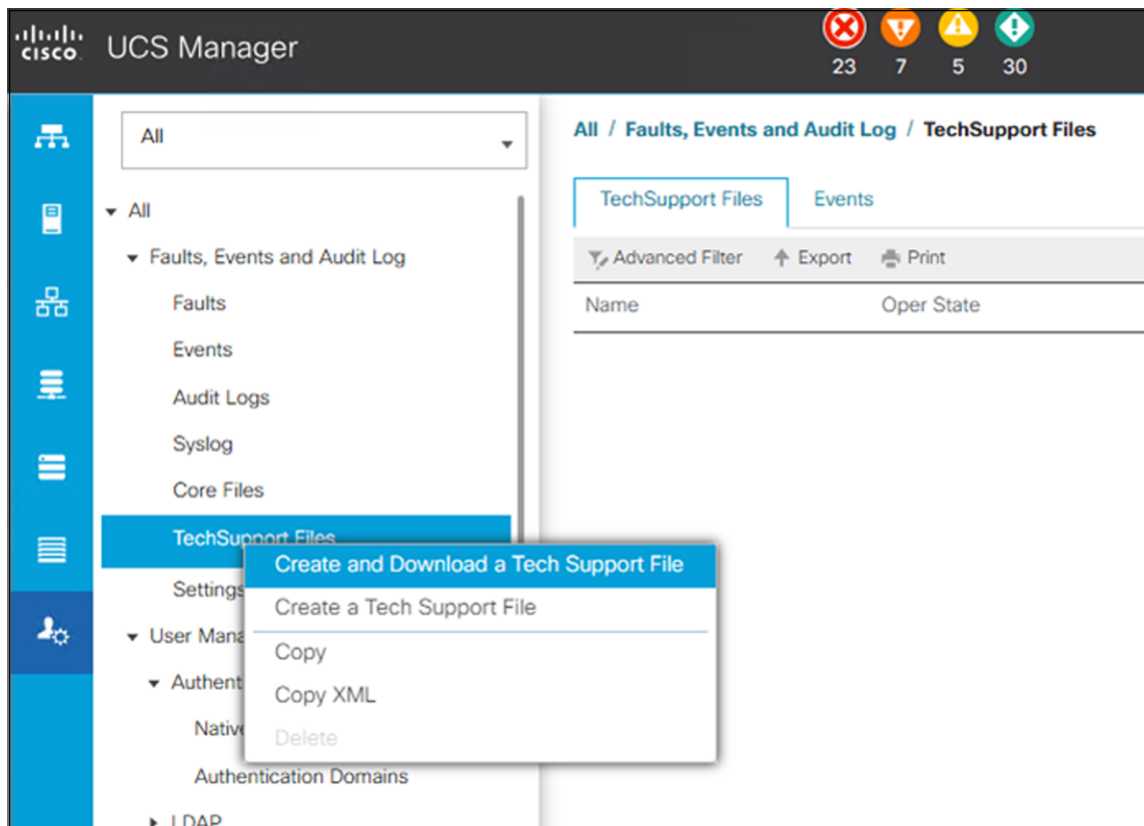 cisco UCS Manager
23 7 5 30
All
All / Faults, Events and Audit Log / TechSupport Files
TechSupport Files Events
Advanced Filter Export Print
Name Oper State
All
Faults, Events and Audit Log
Faults
Events
Audit Logs
Syslog
Core Files
TechSupport Files
Settings
User Mana
Authent
Native
Authentication Domains
LDAP
Create and Download a Tech Support File
Create a Tech Support File
Copy
Copy XML
Delete